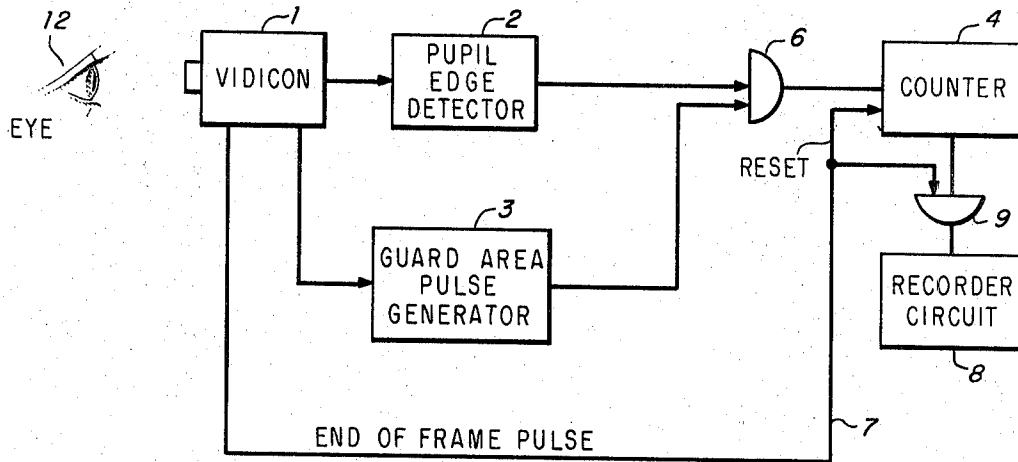 12
EYE
1
VIDICON
2
PUPIL
EDGE
DETECTOR
3
GUARD AREA
PULSE
GENERATOR
6
4
COUNTER
RESET
9
RECORDER
CIRCUIT
8
END OF FRAME PULSE
7